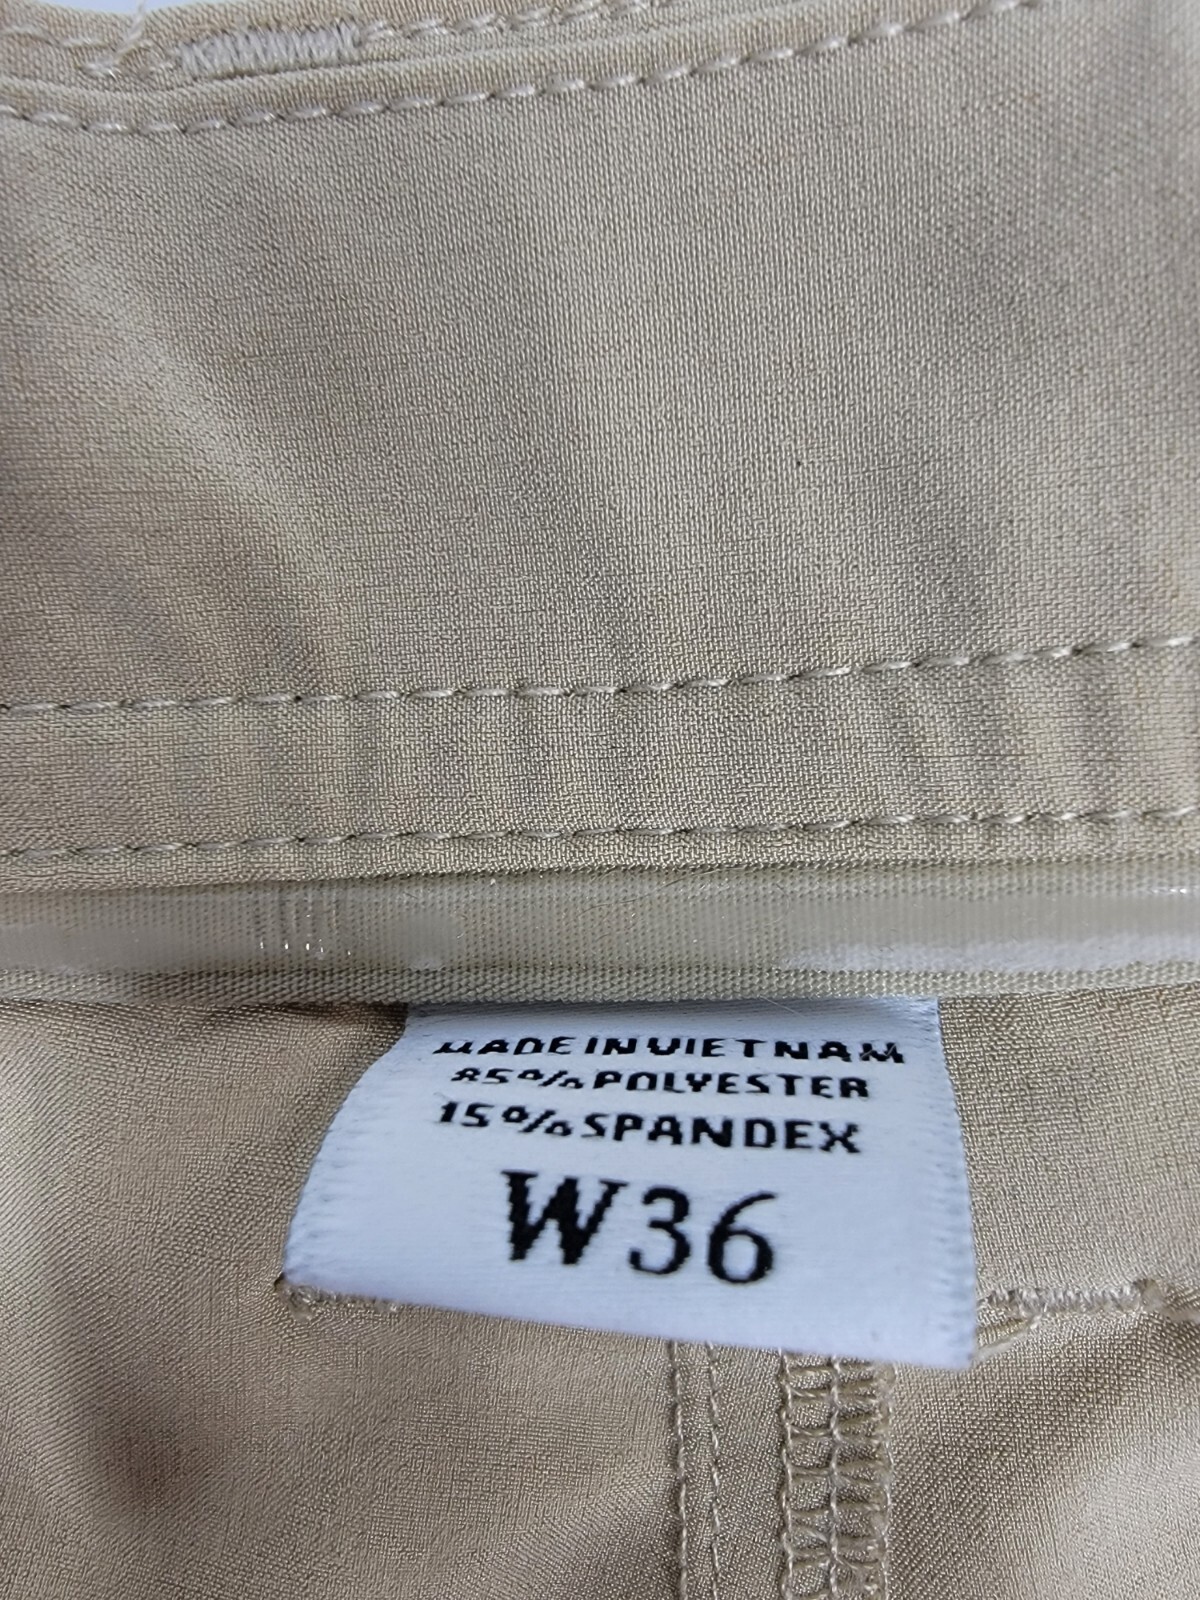 MADE IN VIETNAM
85% POLYESTER
15% SPANDEX
W36